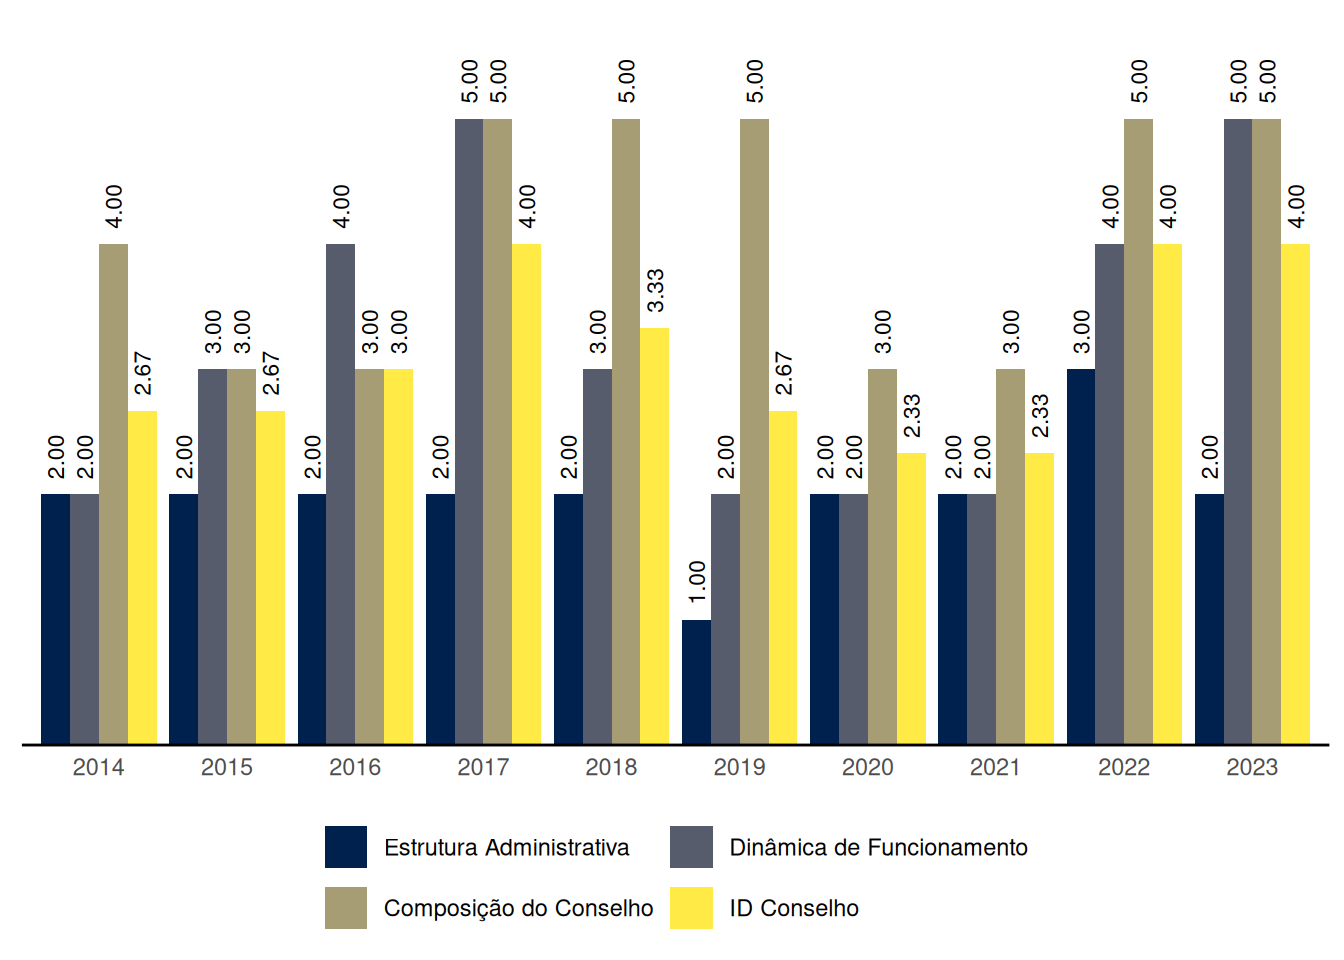 2.00 2.00 4.00 2.67
2.00 3.00 3.00 2.67
2.00 4.00 3.00 3.00
2.00 5.00 5.00 4.00
2.00 3.00 5.00 3.33
1.00 2.00 5.00 2.67
2.00 2.00 3.00 2.33
2.00 2.00 3.00 2.33
3.00 4.00 5.00 4.00
2.00 5.00 5.00 4.00
2014 2015 2016 2017 2018 2019 2020 2021 2022 2023
Estrutura Administrativa Dinâmica de Funcionamento
Composição do Conselho ID Conselho